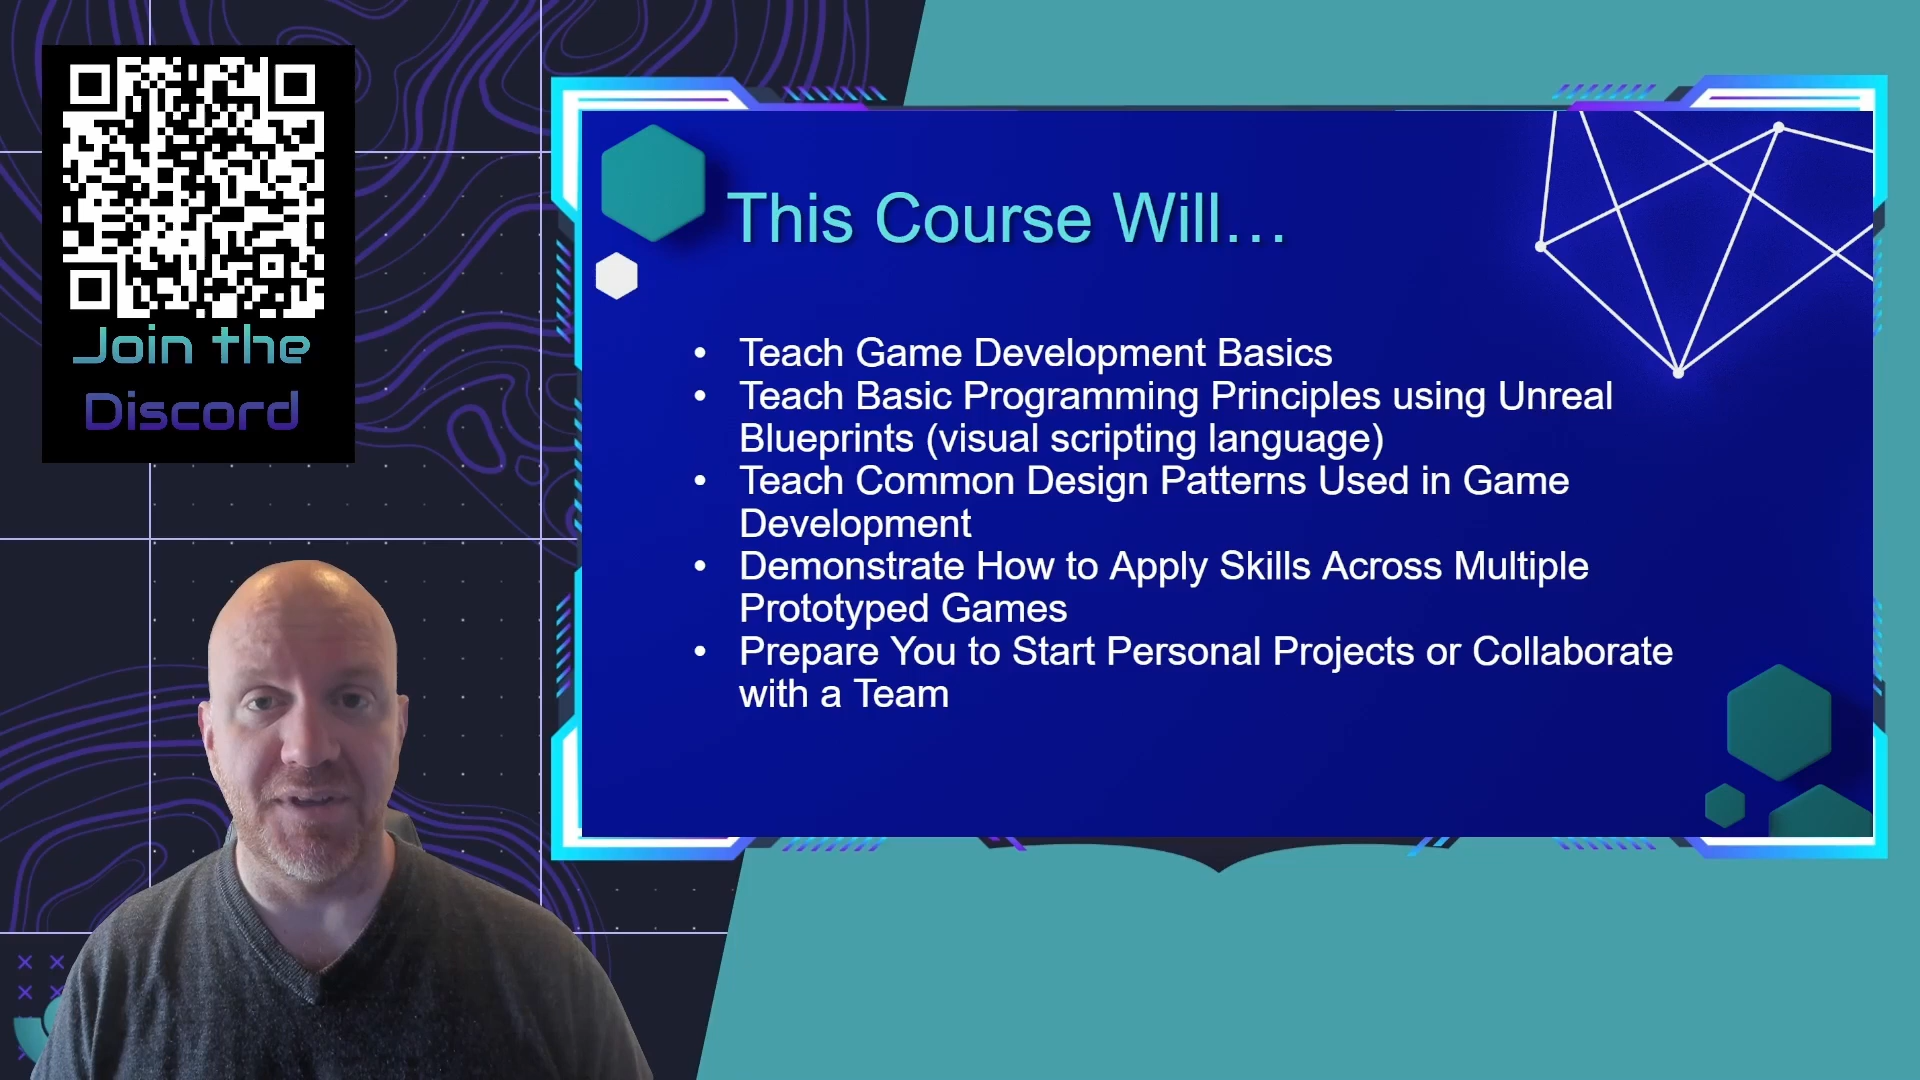 Join the
Discord
This Course Will…
• Teach Game Development Basics
• Teach Basic Programming Principles using Unreal
Blueprints (visual scripting language)
• Teach Common Design Patterns Used in Game
Development
• Demonstrate How to Apply Skills Across Multiple
Prototyped Games
• Prepare You to Start Personal Projects or Collaborate
with a Team